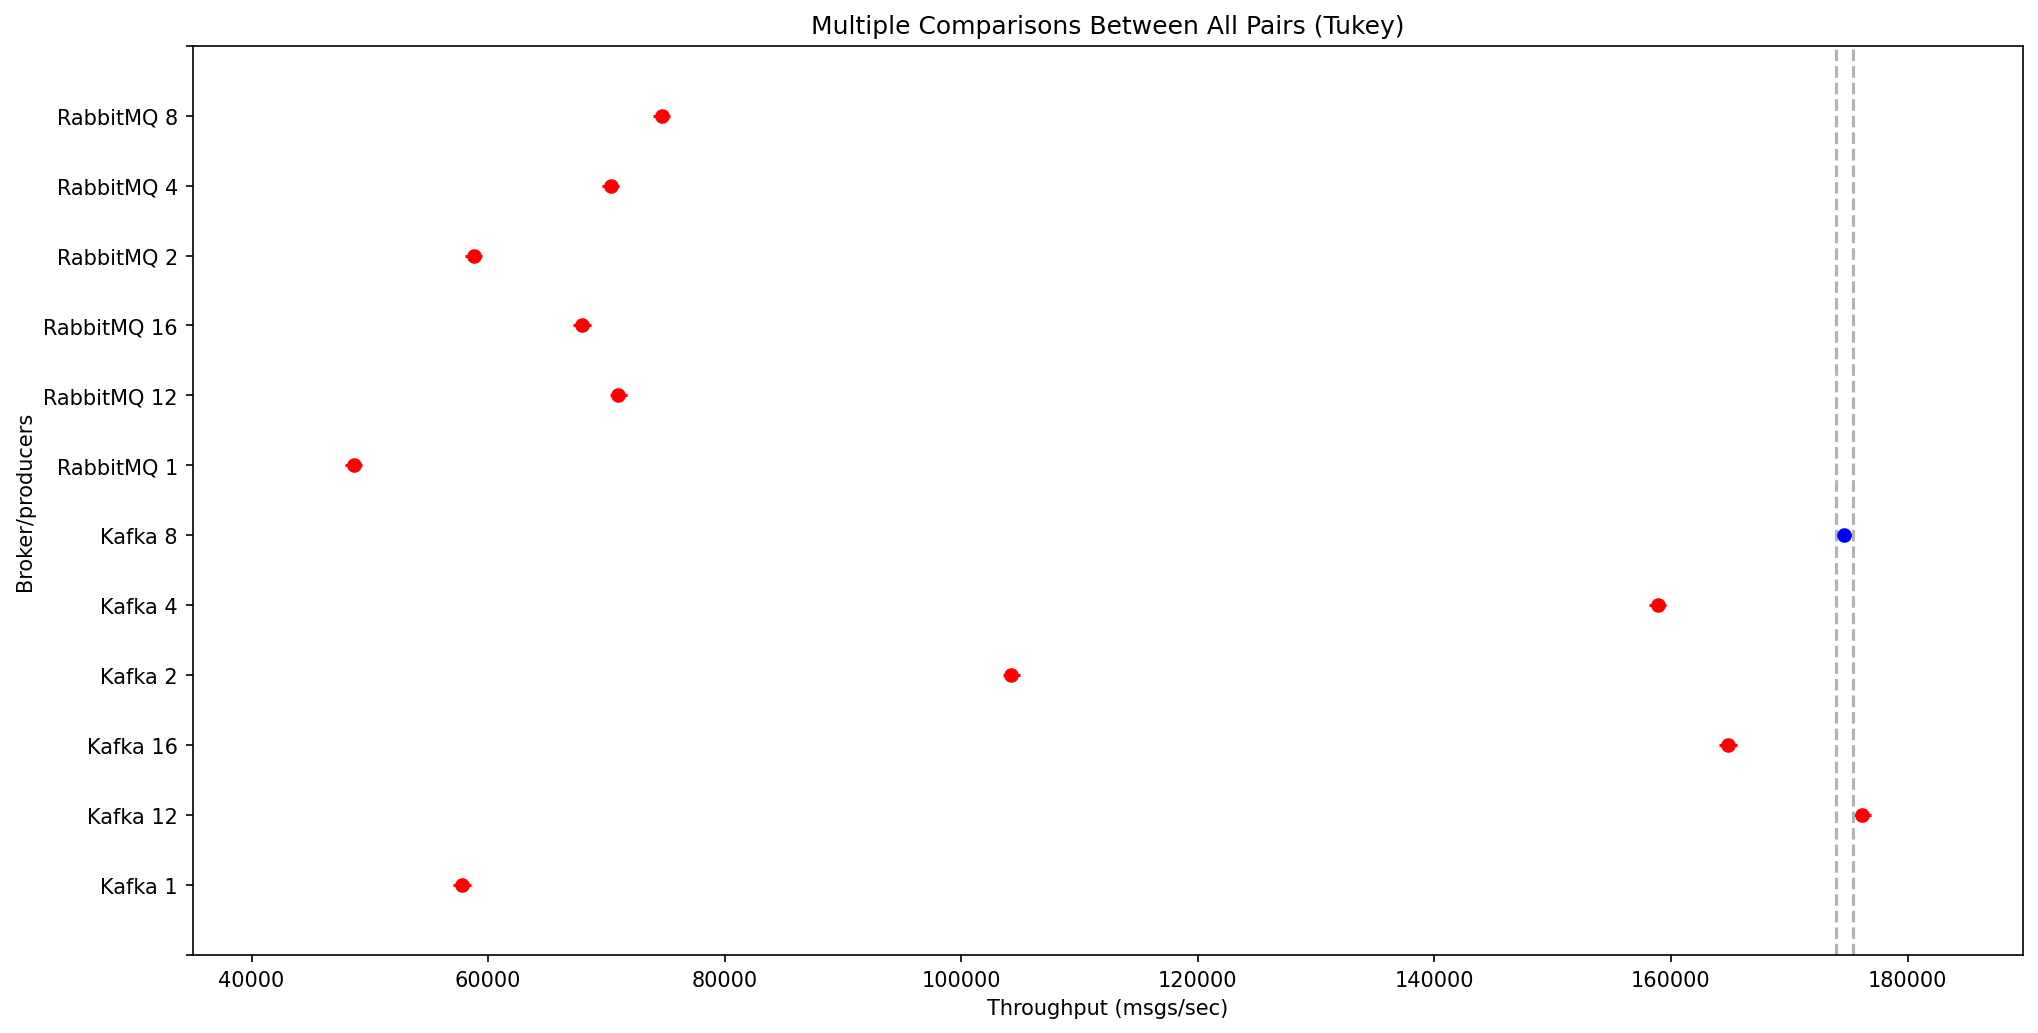 Multiple Comparisons Between All Pairs (Tukey)
RabbitMQ 8
RabbitMQ 4
RabbitMQ 2
RabbitMQ 16
RabbitMQ 12
RabbitMQ 1
Kafka 8
Kafka 4
Kafka 2
Kafka 16
Kafka 12
Kafka 1
Broker/producers
40000 60000 80000 100000 120000 140000 160000 180000
Throughput (msgs/sec)